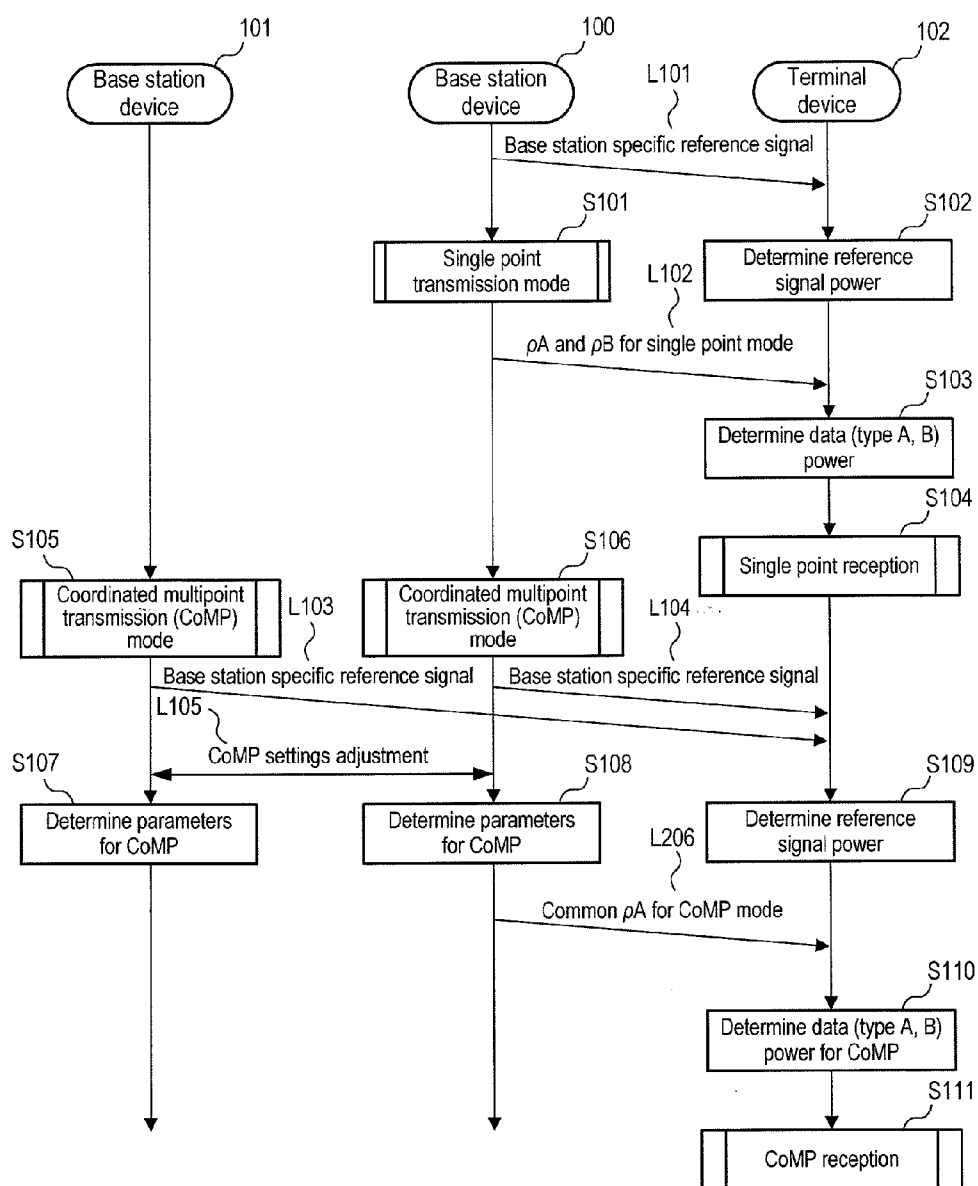 101
100
102
Base station
device
Base station
device
Terminal
device
L101
Base station specific reference signal
S101
S102
Single point
transmission mode
Determine reference
signal power
L102
ρA and ρB for single point mode
S103
Determine data (type A, B)
power
S104
Single point reception
S105
S106
Coordinated multipoint
transmission (CoMP)
mode
Coordinated multipoint
transmission (CoMP)
mode
L103
L104
Base station specific reference signal
Base station specific reference signal
L105
CoMP settings adjustment
S107
S108
S109
Determine parameters
for CoMP
Determine parameters
for CoMP
Determine reference
signal power
L206
Common ρA for CoMP mode
S110
Determine data (type A, B)
power for CoMP
S111
CoMP reception